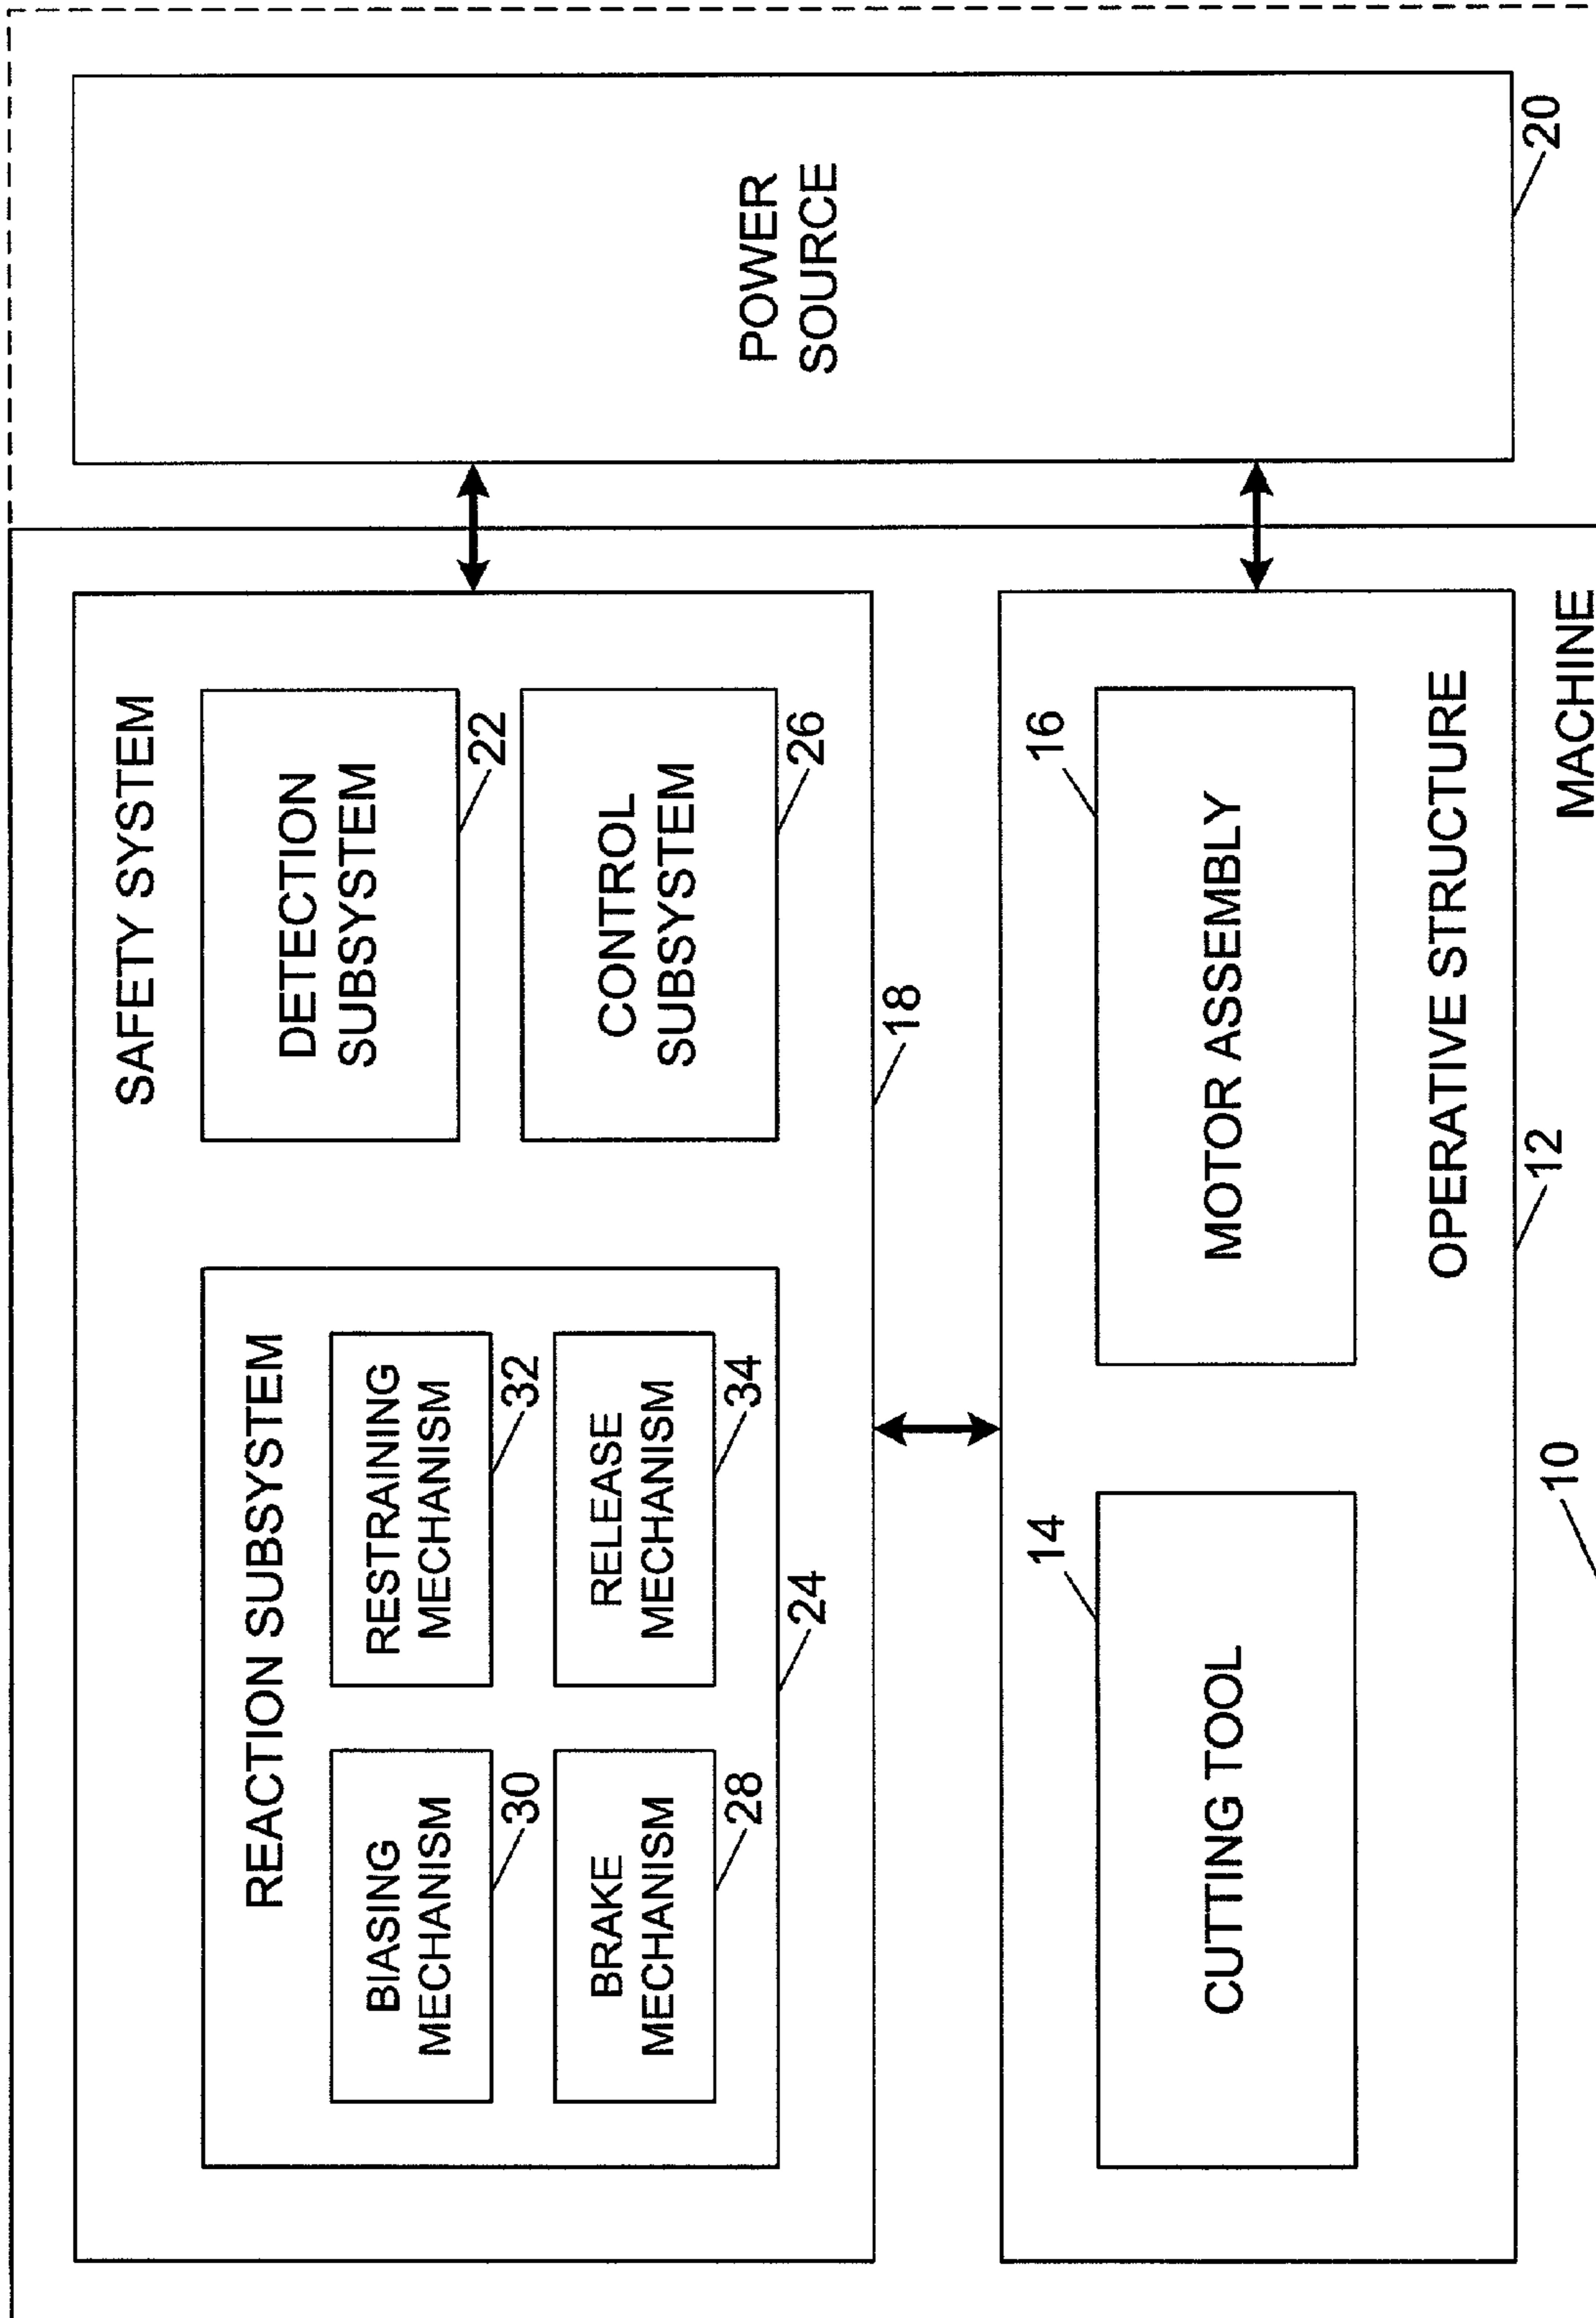 SAFETY SYSTEM
REACTION SUBSYSTEM
BIASING
MECHANISM
30
RESTRAINING
MECHANISM
32
BRAKE
MECHANISM
28
RELEASE
MECHANISM
34
24
DETECTION
SUBSYSTEM
22
CONTROL
SUBSYSTEM
26
18
POWER
SOURCE
20
14
CUTTING TOOL
16
MOTOR ASSEMBLY
OPERATIVE STRUCTURE
12
10
MACHINE